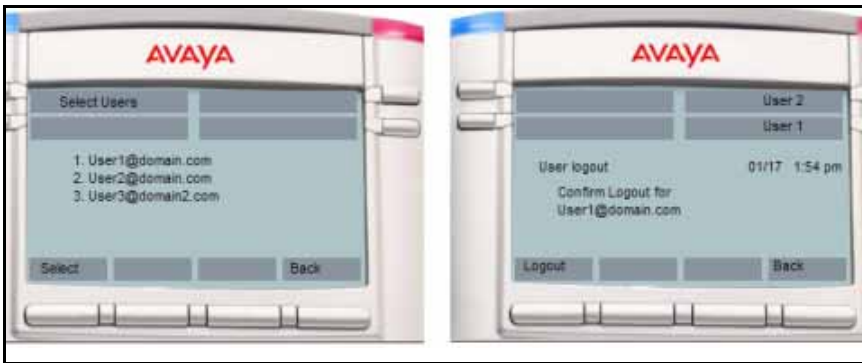 AVAYA
Select Users
1. User1@domain.com
2. User2@domain.com
3. User3@domain2.com
Select Back
AVAYA
User 2
User 1
User logout 01/17 1:54 pm
Confirm Logout for
User1@domain.com
Logout Back